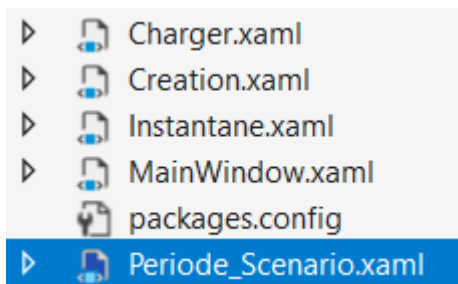 Charger.xaml
Creation.xaml
Instantane.xaml
MainWindow.xaml
packages.config
Periode_Scenario.xaml